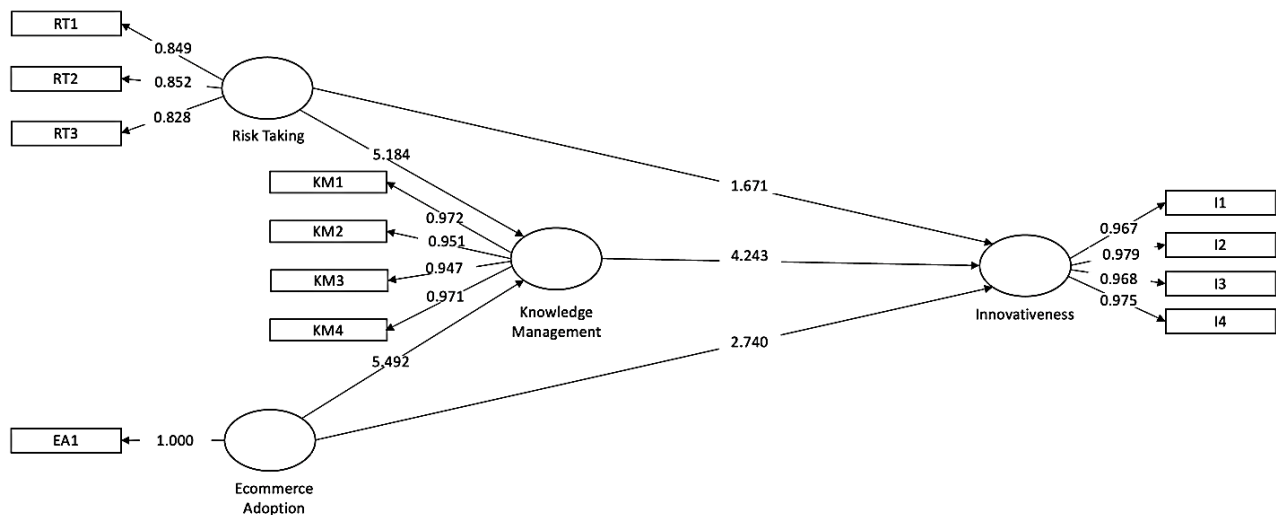 RT1
0.849
RT2
0.852
RT3
0.828
Risk Taking
5.184
KM1
0.972
1.671
KM2
0.951
KM3
0.947
KM4
0.971
Knowledge
Management
4.243
I1
0.967
I2
0.979
I3
0.968
I4
0.975
Innovativeness
2.740
5.492
EA1
1.000
Ecommerce
Adoption